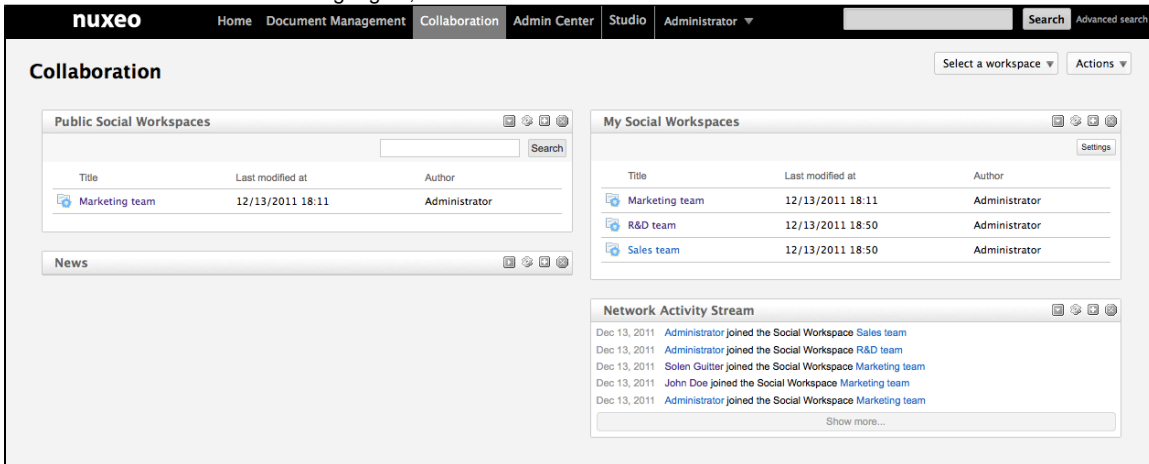 nuxeo Home Document Management Collaboration Admin Center Studio Administrator Search Advanced search
Collaboration
Select a workspace Actions
Public Social Workspaces
Search
Title Last modified at Author
Marketing team 12/13/2011 18:11 Administrator
News
My Social Workspaces
Settings
Title Last modified at Author
Marketing team 12/13/2011 18:11 Administrator
R&D team 12/13/2011 18:50 Administrator
Sales team 12/13/2011 18:50 Administrator
Network Activity Stream
Dec 13, 2011 Administrator joined the Social Workspace Sales team
Dec 13, 2011 Administrator joined the Social Workspace R&D team
Dec 13, 2011 Solen Guitter joined the Social Workspace Marketing team
Dec 13, 2011 John Doe joined the Social Workspace Marketing team
Dec 13, 2011 Administrator joined the Social Workspace Marketing team
Show more...